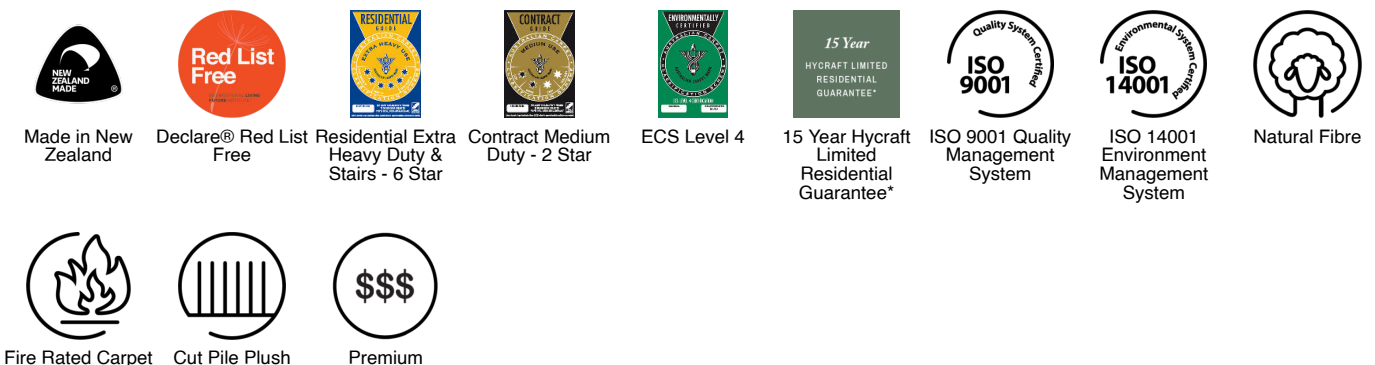 NEW
ZEALAND
MADE
®
Made in New
Zealand
Red List
Free
Declare® Red List
Free
RESIDENTIAL
GUIDE
EXTRA HEAVY USE
Residential Extra
Heavy Duty &
Stairs - 6 Star
CONTRACT
GUIDE
MEDIUM USE
Contract Medium
Duty - 2 Star
ENVIRONMENTALLY
CERTIFIED
ECS Level 4
15 Year
HYCRAFT LIMITED
RESIDENTIAL
GUARANTEE*
15 Year Hycraft
Limited
Residential
Guarantee*
Quality System Certified
ISO
9001
ISO 9001 Quality
Management
System
Environmental System Certified
ISO
14001
ISO 14001
Environment
Management
System
Natural Fibre
Fire Rated Carpet
Cut Pile Plush
$$$
Premium